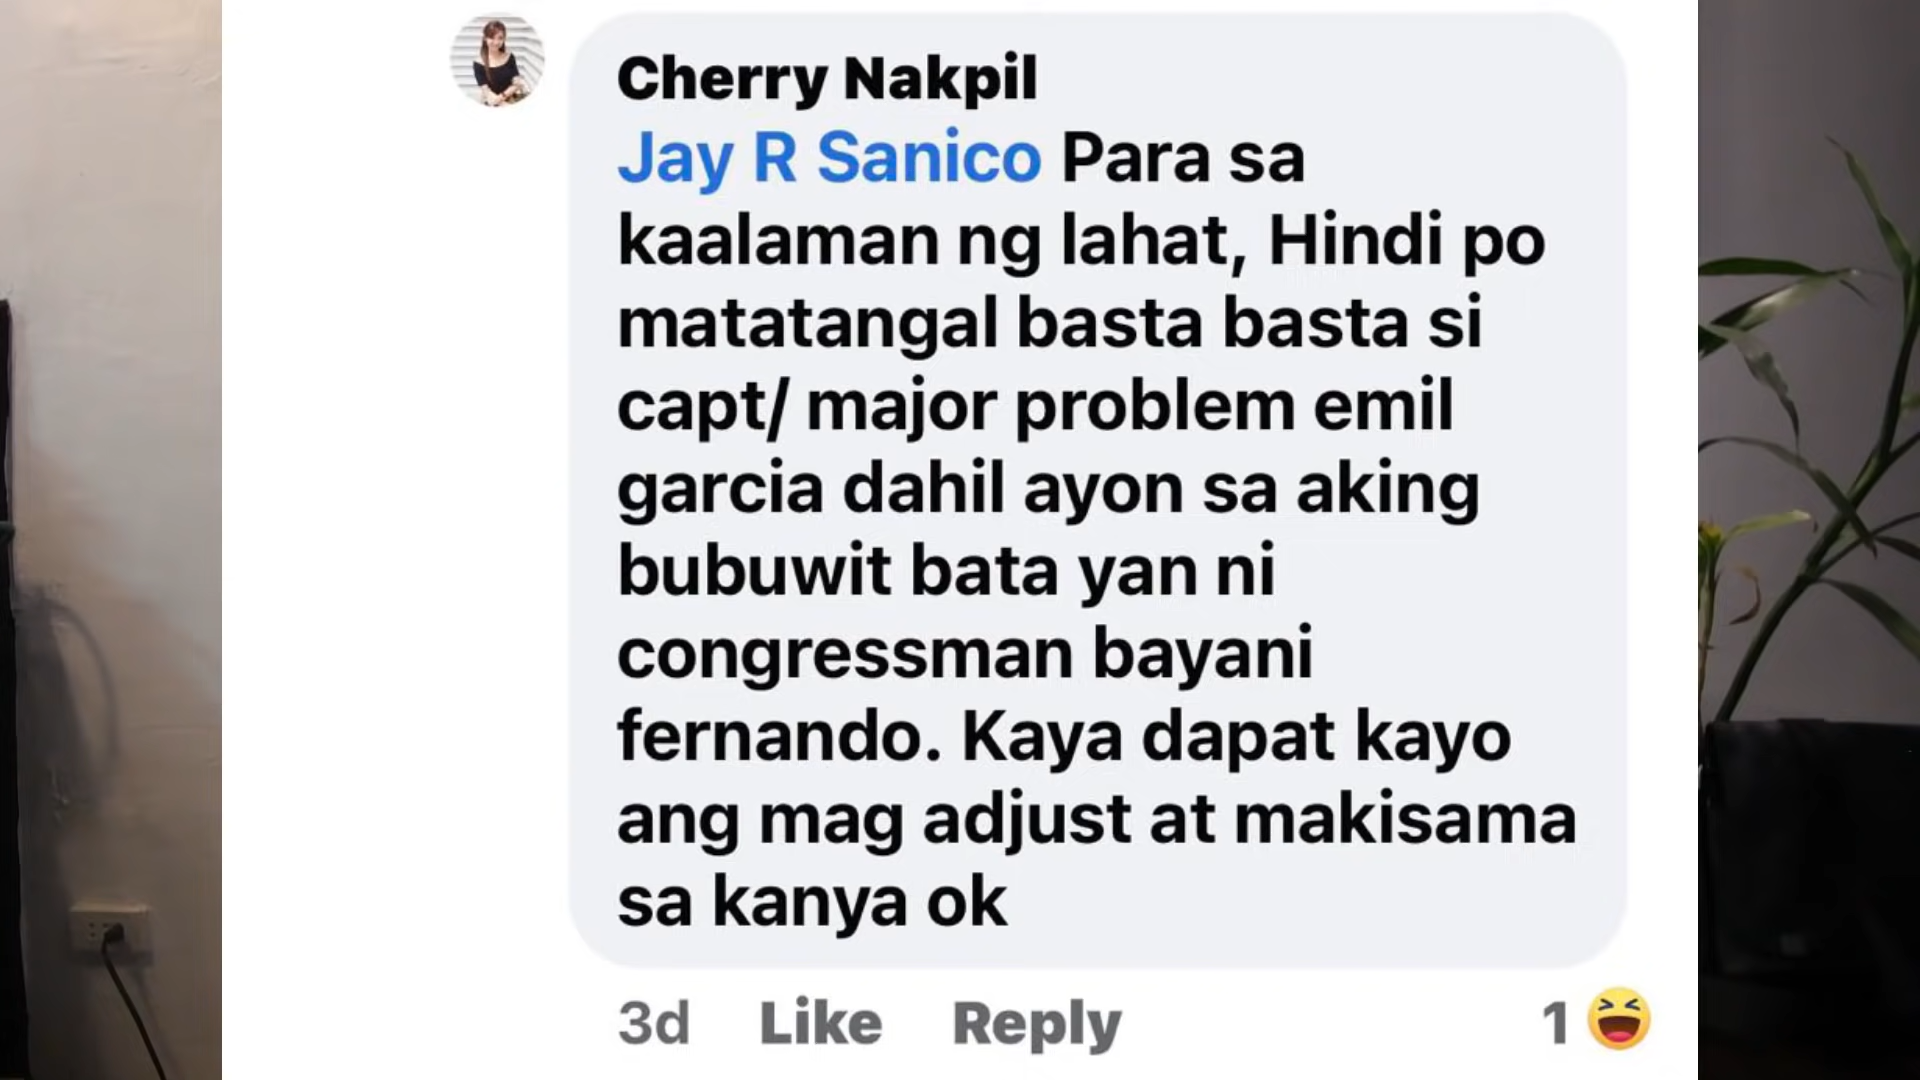 Cherry Nakpil
Jay R Sanico Para sa
kaalaman ng lahat, Hindi po
matatangal basta basta si
capt/ major problem emil
garcia dahil ayon sa aking
bubuwit bata yan ni
congressman bayani
fernando. Kaya dapat kayo
ang mag adjust at makisama
sa kanya ok
3d Like Reply 1